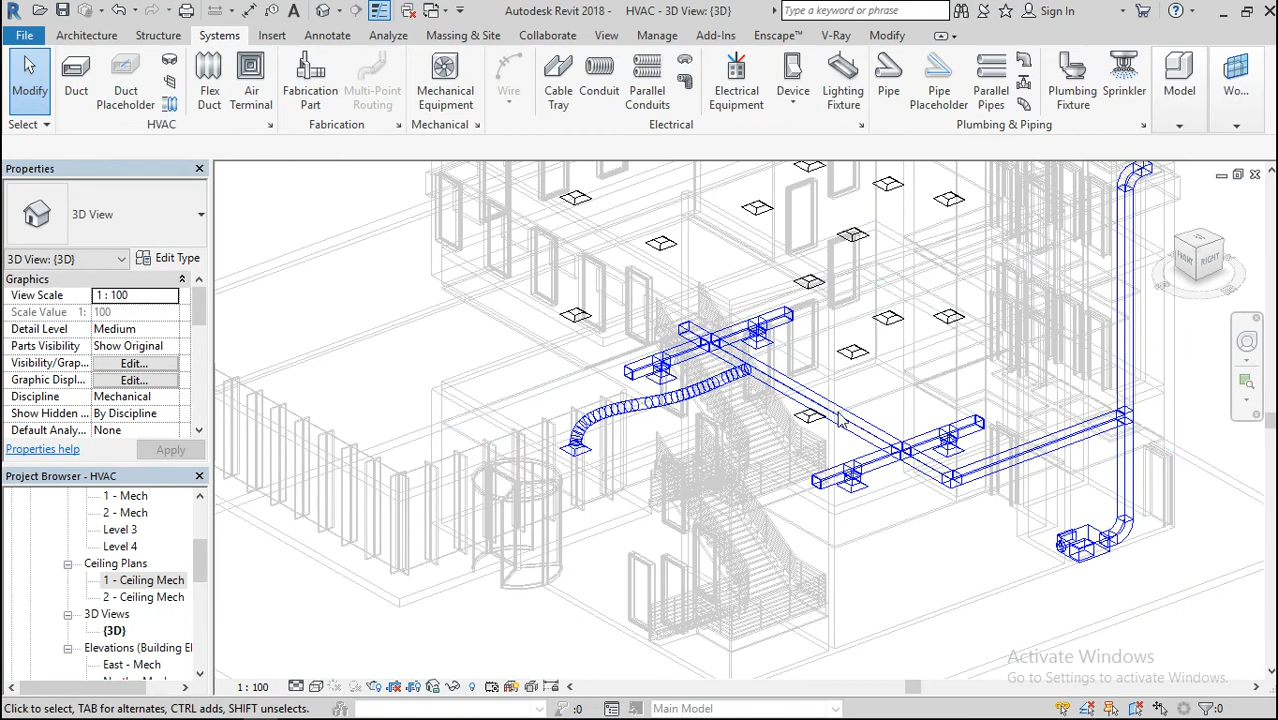 Autodesk Revit 2018 - HVAC - 3D View: {3D}
Type a keyword or phrase
Sign In
File Architecture Structure Systems Insert Annotate Analyze Massing & Site Collaborate View Manage Add-Ins Enscape™ V-Ray Modify
Modify
Duct
Duct Placeholder
Flex Duct
Air Terminal
Fabrication Part
Multi-Point Routing
Mechanical Equipment
Wire
Cable Tray
Conduit
Parallel Conduits
Electrical Equipment
Device
Lighting Fixture
Pipe
Pipe Placeholder
Parallel Pipes
Plumbing Fixture
Sprinkler
Model
Wo...
Select HVAC Fabrication Mechanical Electrical Plumbing & Piping
Properties
3D View
3D View: {3D} Edit Type
Graphics
View Scale 1 : 100
Scale Value 1: 100
Detail Level Medium
Parts Visibility Show Original
Visibility/Grap... Edit...
Graphic Displ... Edit...
Discipline Mechanical
Show Hidden ... By Discipline
Default Analy... None
Properties help Apply
Project Browser - HVAC
1 - Mech
2 - Mech
Level 3
Level 4
Ceiling Plans
1 - Ceiling Mech
2 - Ceiling Mech
3D Views
{3D}
Elevations (Building El
East - Mech
FRONT RIGHT
Activate Windows
Go to Settings to activate Windows.
1 : 100
Click to select, TAB for alternates, CTRL adds, SHIFT unselects.
:0
Main Model
:0